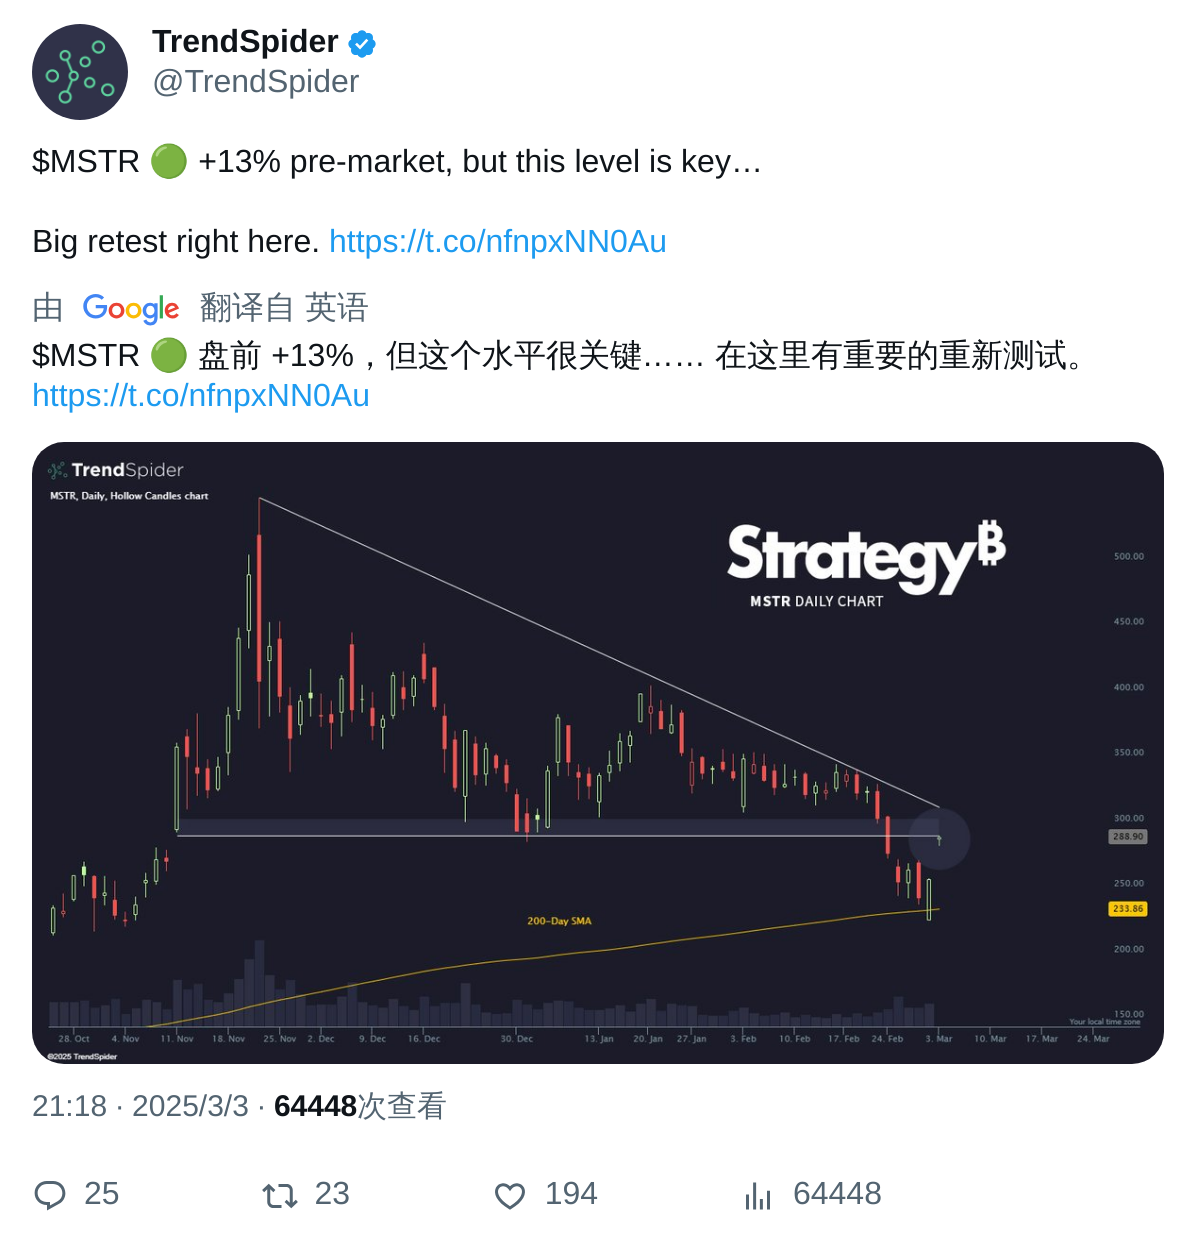 TrendSpider
@TrendSpider
$MSTR 🟢 +13% pre-market, but this level is key…
Big retest right here. https://t.co/nfnpxNN0Au
由 Google 翻译自 英语
$MSTR 🟢 盘前 +13%，但这个水平很关键…… 在这里有重要的重新测试。
https://t.co/nfnpxNN0Au
TrendSpider
MSTR, Daily, Hollow Candles chart
Strategy₿
MSTR DAILY CHART
500.00
450.00
400.00
350.00
300.00
288.90
250.00
233.86
200-Day SMA
200.00
150.00
Your local time zone
28. Oct 4. Nov 11. Nov 18. Nov 25. Nov 2. Dec 9. Dec 16. Dec 30. Dec 13. Jan 20. Jan 27. Jan 3. Feb 10. Feb 17. Feb 24. Feb 3. Mar 10. Mar 17. Mar 24. Mar
©2025 TrendSpider
21:18 · 2025/3/3 · 64448次查看
25 23 194 64448